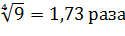 ∜9 = 1,73 раза